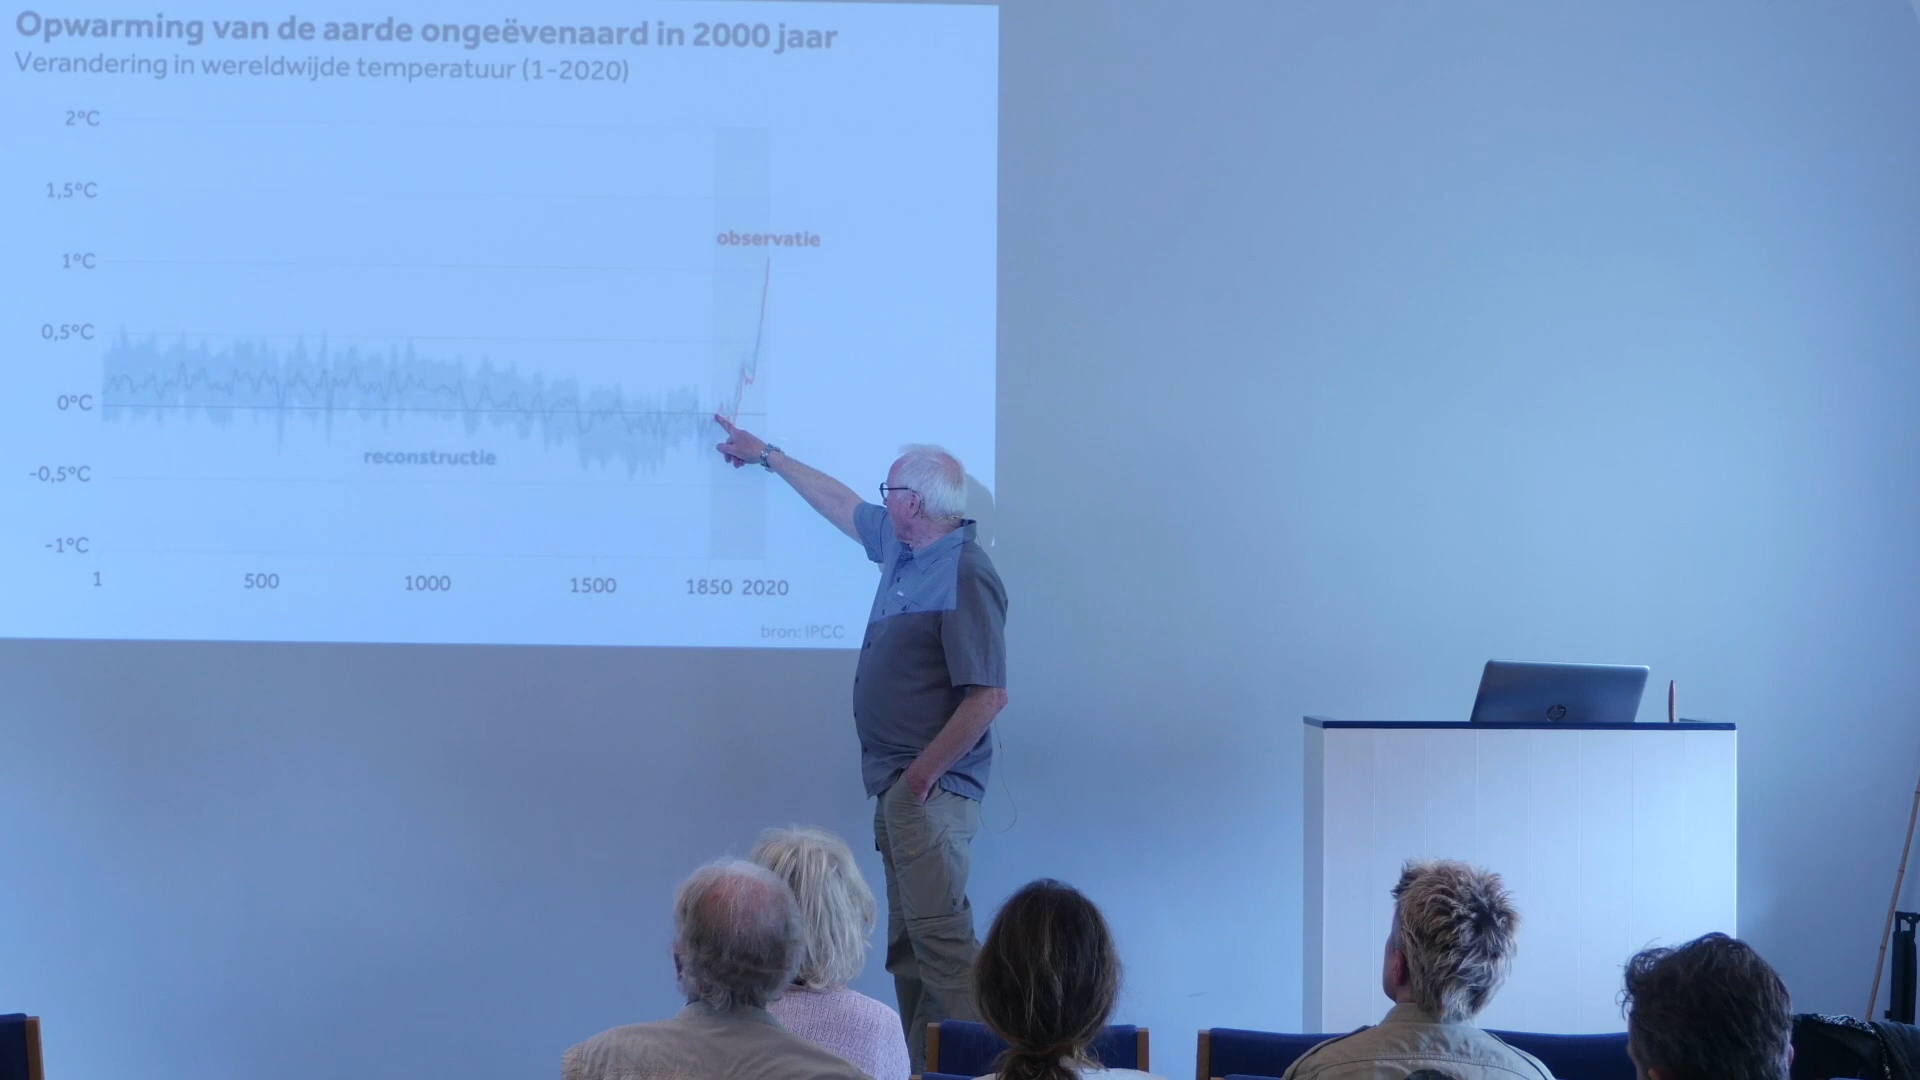 Opwarming van de aarde ongeëvenaard in 2000 jaar
Verandering in wereldwijde temperatuur (1-2020)
2°C
1,5°C
observatie
1°C
0,5°C
0°C
reconstructie
-0,5°C
-1°C
1 500 1000 1500 1850 2020
bron: IPCC
hp